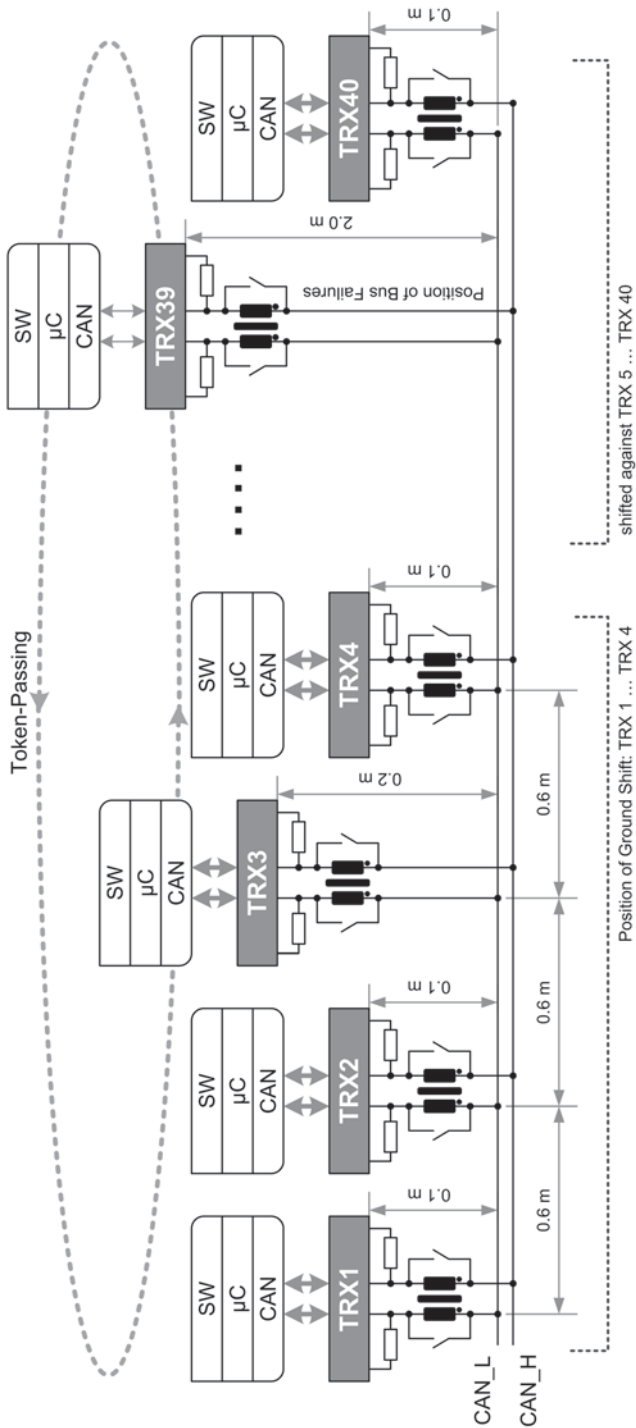 Token-Passing
SW
µC
CAN
TRX1
0.1 m
SW
µC
CAN
TRX2
0.1 m
SW
µC
CAN
TRX3
0.2 m
SW
µC
CAN
TRX4
0.1 m
SW
µC
CAN
TRX39
2.0 m
Position of Bus Failures
SW
µC
CAN
TRX40
0.1 m
CAN_L
CAN_H
0.6 m
0.6 m
0.6 m
Position of Ground Shift: TRX 1 ... TRX 4
shifted against TRX 5 ... TRX 40